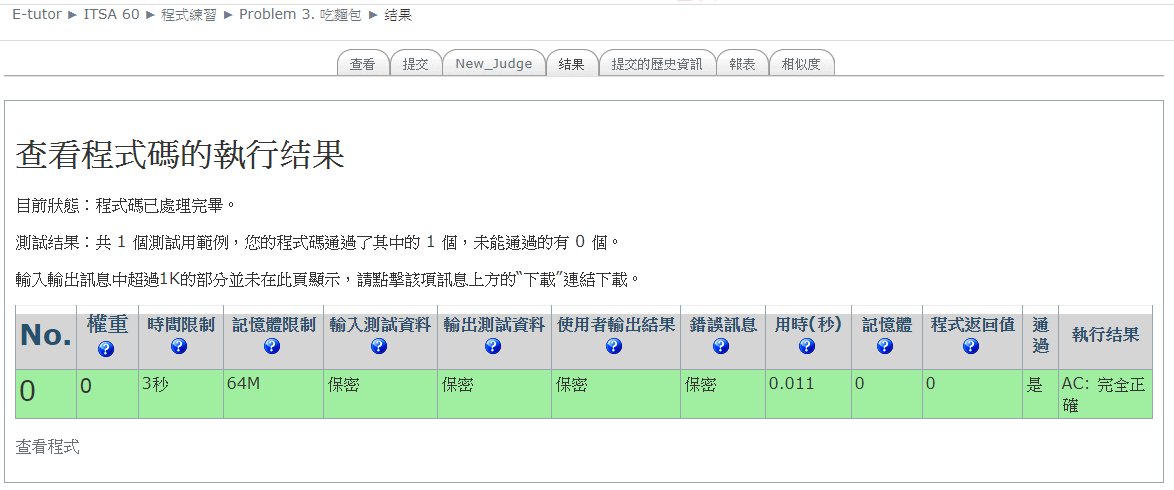 E-tutor ► ITSA 60 ► 程式練習 ► Problem 3. 吃麵包 ► 结果
查看 提交 New_Judge 结果 提交的歷史資訊 報表 相似度
查看程式碼的執行结果
目前狀態：程式碼已處理完畢。
測試结果：共 1 個測試用範例，您的程式碼通過了其中的 1 個，未能通過的有 0 個。
輸入輸出訊息中超過1K的部分並未在此頁顯示，請點擊該項訊息上方的“下載”連结下載。
No. 權重 時間限制 記憶體限制 輸入測試資料 輸出測試資料 使用者輸出结果 錯誤訊息 用時(秒) 記憶體 程式返回值 通過 執行结果
0 0 3秒 64M 保密 保密 保密 保密 0.011 0 0 是 AC: 完全正確
查看程式